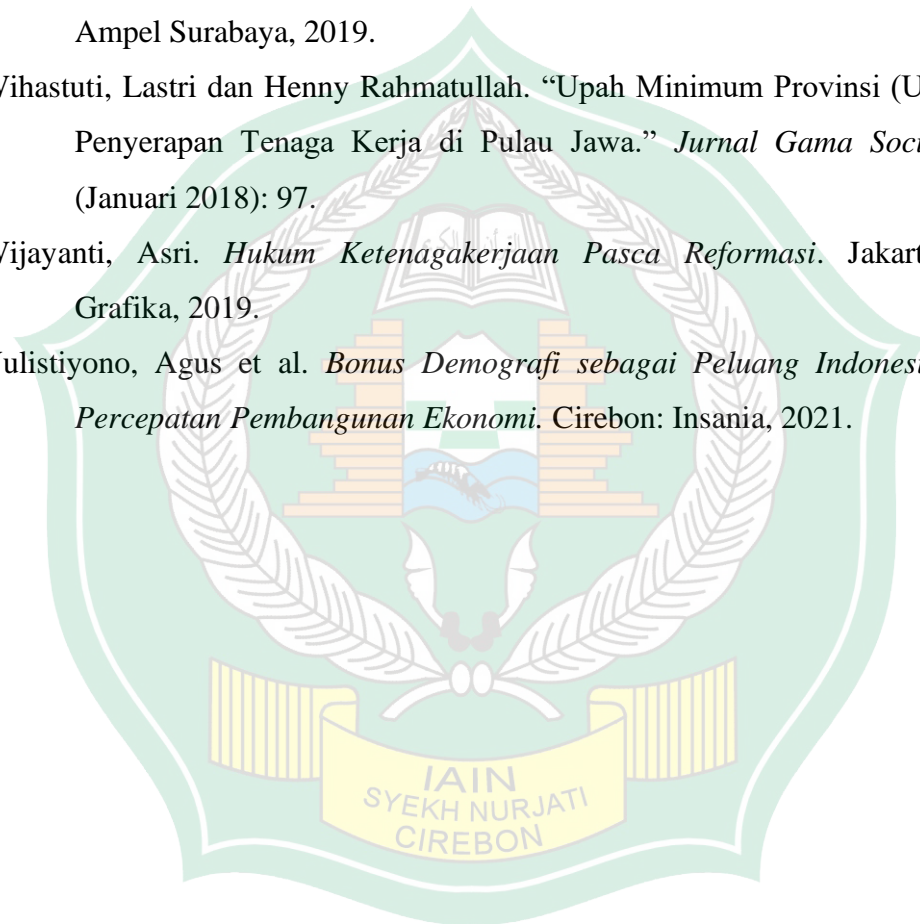 Ampel Surabaya, 2019.
Vihastuti, Lastri dan Henny Rahmatullah. “Upah Minimum Provinsi (U
Penyerapan Tenaga Kerja di Pulau Jawa.” Jurnal Gama Soci
(Januari 2018): 97.
Vijayanti, Asri. Hukum Ketenagakerjaan Pasca Reformasi. Jakart
Grafika, 2019.
Yulistiyono, Agus et al. Bonus Demografi sebagai Peluang Indonesi
Percepatan Pembangunan Ekonomi. Cirebon: Insania, 2021.
IAIN
SYEKH NURJATI
CIREBON